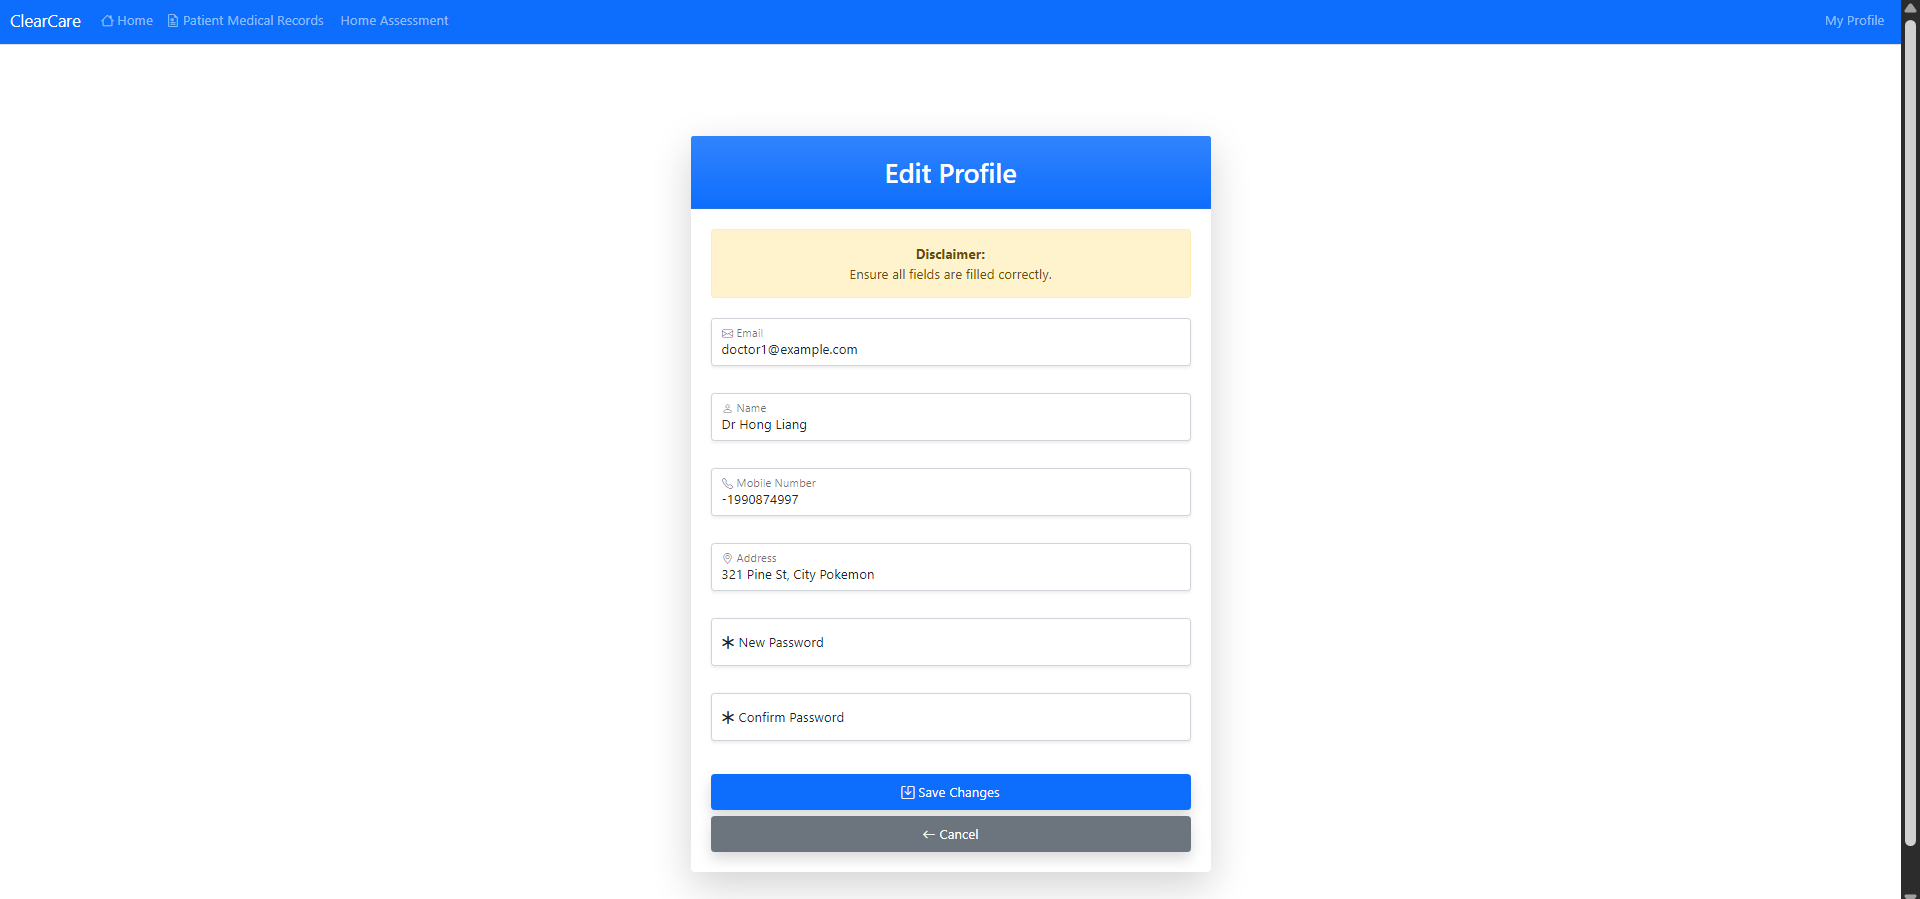 ClearCare Home Patient Medical Records Home Assessment My Profile
Edit Profile
Disclaimer:
Ensure all fields are filled correctly.
Email
doctor1@example.com
Name
Dr Hong Liang
Mobile Number
-1990874997
Address
321 Pine St, City Pokemon
New Password
Confirm Password
Save Changes
Cancel